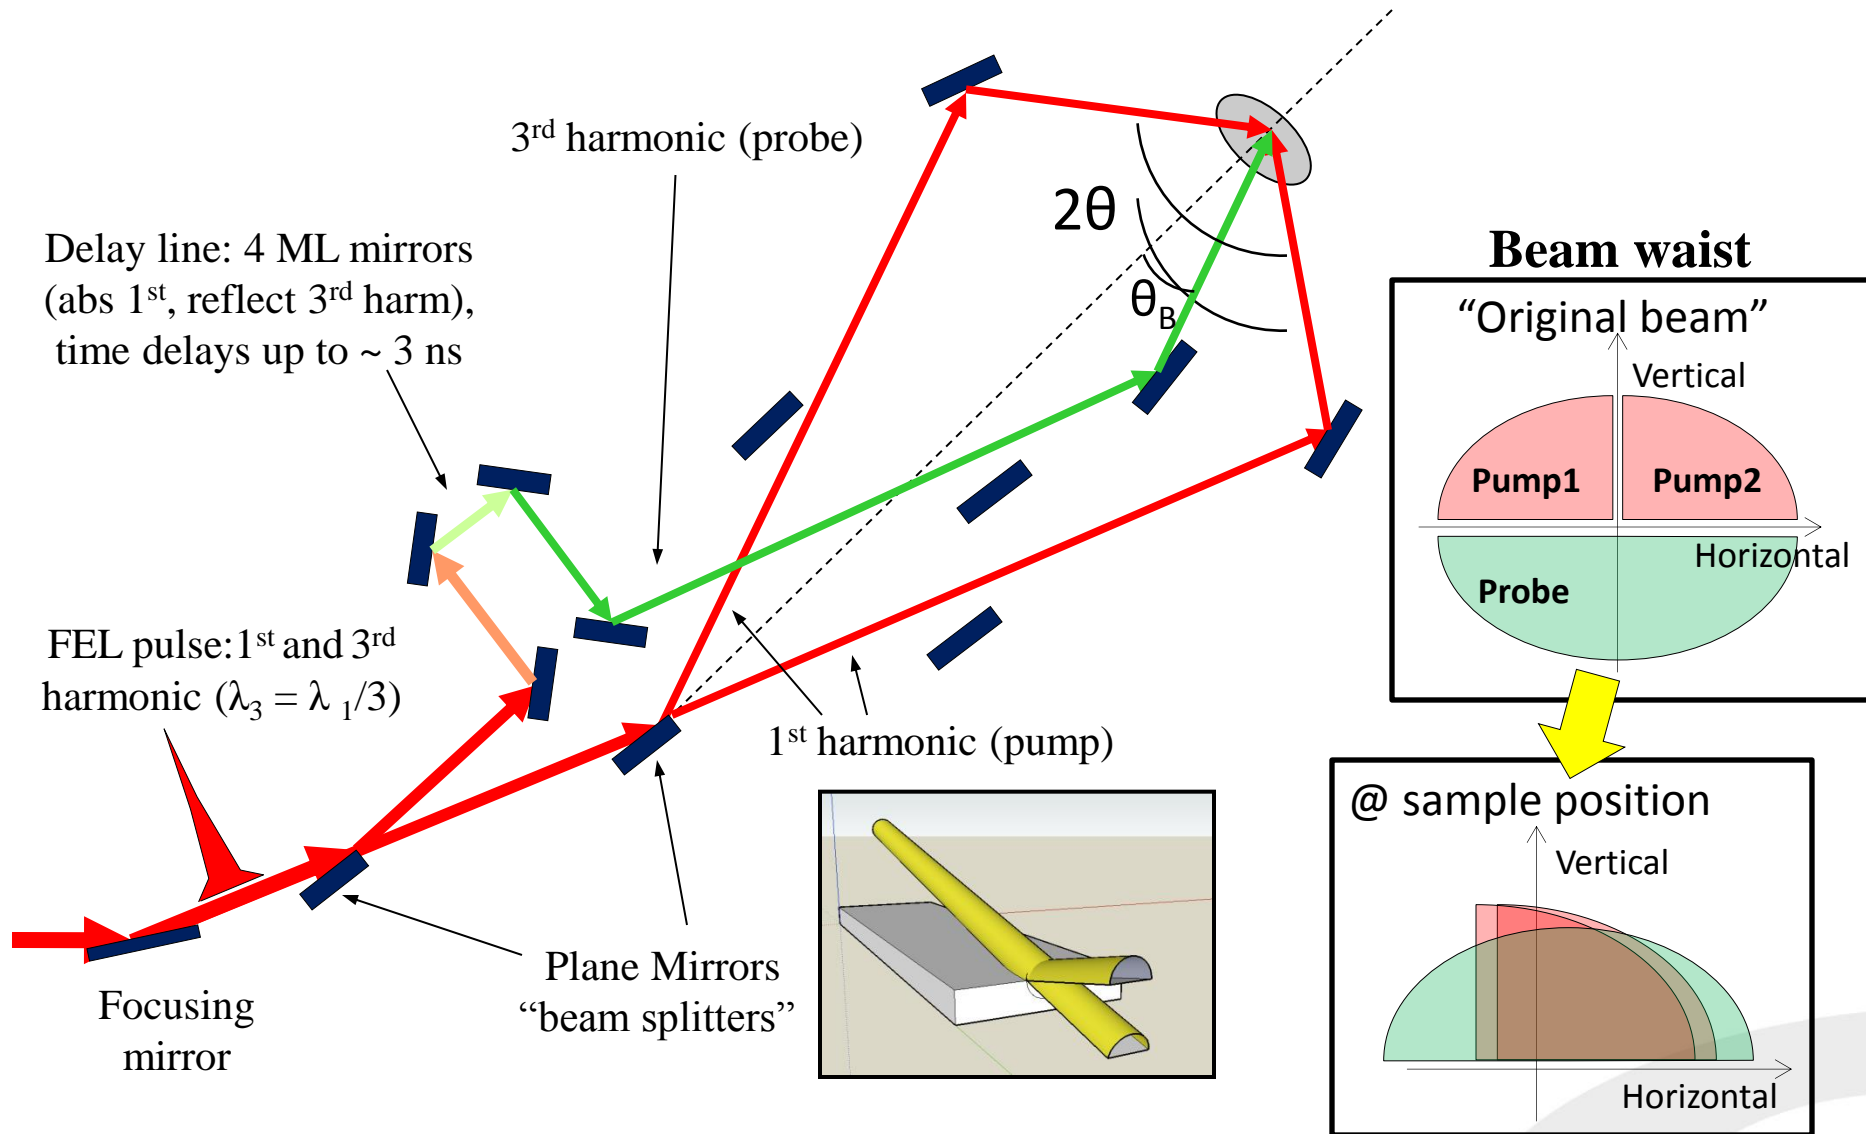 3rd harmonic (probe)
Delay line: 4 ML mirrors
(abs 1st, reflect 3rd harm),
time delays up to ~ 3 ns
2θ
θB
FEL pulse:1st and 3rd
harmonic (λ3 = λ 1/3)
1st harmonic (pump)
Plane Mirrors
“beam splitters”
Focusing
mirror
Beam waist
“Original beam”
Vertical
Pump1
Pump2
Horizontal
Probe
@ sample position
Vertical
Horizontal